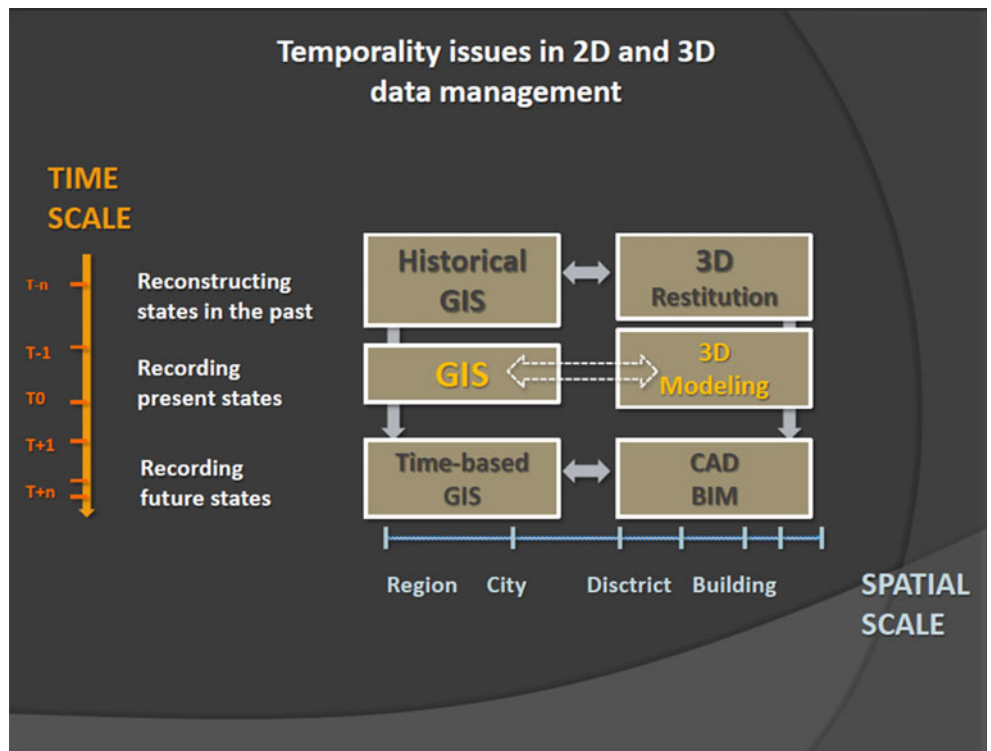 Temporality issues in 2D and 3D
data management
TIME
SCALE
T-n
T-1
T0
T+1
T+n
Reconstructing
states in the past
Historical
GIS
3D
Restitution
Recording
present states
GIS
3D
Modeling
Recording
future states
Time-based
GIS
CAD
BIM
Region
City
Disctrict
Building
SPATIAL
SCALE